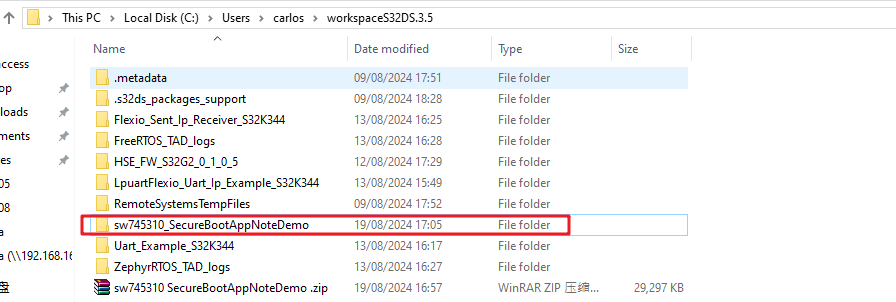 This PC > Local Disk (C:) > Users > carlos > workspaceS32DS.3.5
Name Date modified Type Size
.metadata 09/08/2024 17:51 File folder
ccess
.s32ds_packages_support 09/08/2024 18:28 File folder
op
Flexio_Sent_Ip_Receiver_S32K344 13/08/2024 16:25 File folder
loads
FreeRTOS_TAD_logs 13/08/2024 16:28 File folder
ments
HSE_FW_S32G2_0_1_0_5 12/08/2024 17:29 File folder
es
LpuartFlexio_Uart_Ip_Example_S32K344 13/08/2024 15:49 File folder
05
RemoteSystemsTempFiles 09/08/2024 17:52 File folder
08
sw745310_SecureBootAppNoteDemo 19/08/2024 17:05 File folder
a
Uart_Example_S32K344 13/08/2024 16:17 File folder
a (\\192.168.16
ZephyrRTOS_TAD_logs 13/08/2024 16:27 File folder
盘
sw745310 SecureBootAppNoteDemo .zip 19/08/2024 16:57 WinRAR ZIP 压缩... 29,297 KB